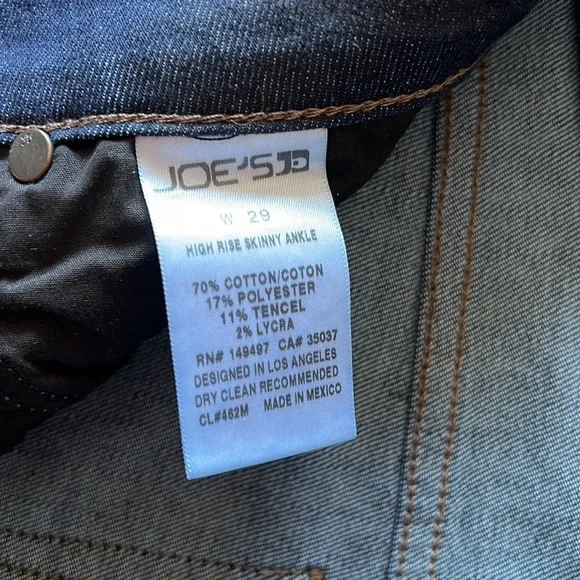 JOE'S
W 29
HIGH RISE SKINNY ANKLE
70% COTTON/COTON
17% POLYESTER
11% TENCEL
2% LYCRA
RN# 149497 CA# 35037
DESIGNED IN LOS ANGELES
DRY CLEAN RECOMMENDED
CL#462M MADE IN MEXICO